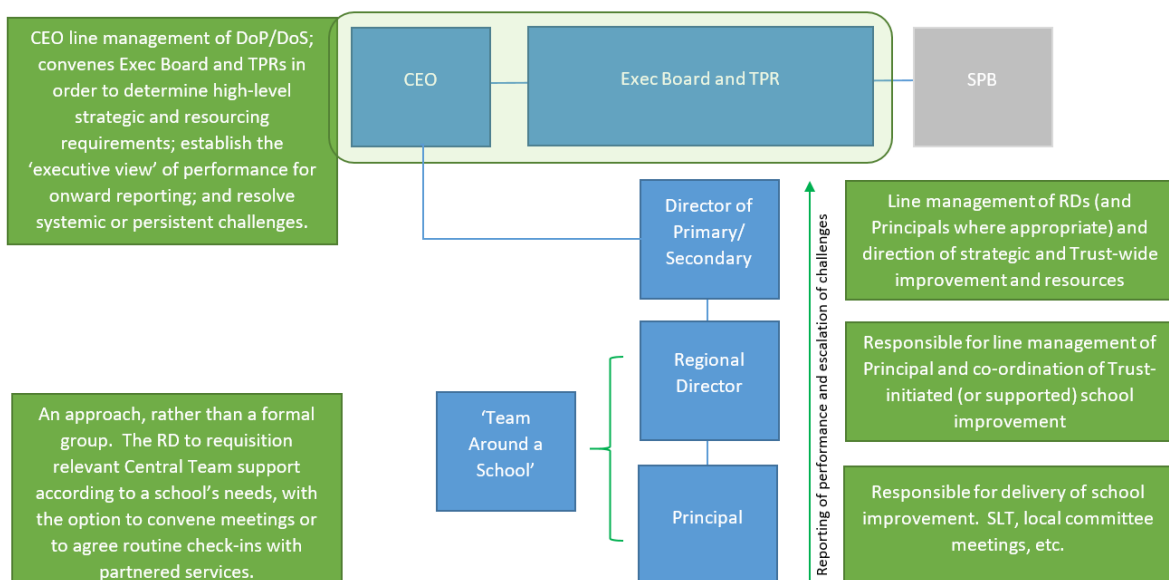 CEO line management of DoP/DoS;
convenes Exec Board and TPRs in
order to determine high-level
strategic and resourcing
requirements; establish the
‘executive view’ of performance for
onward reporting; and resolve
systemic or persistent challenges.
CEO
Exec Board and TPR
SPB
Director of
Primary/
Secondary
Line management of RDs (and
Principals where appropriate) and
direction of strategic and Trust-wide
improvement and resources
Reporting of performance and escalation of challenges
Regional
Director
Responsible for line management of
Principal and co-ordination of Trust-
initiated (or supported) school
improvement
An approach, rather than a formal
group.  The RD to requisition
relevant Central Team support
according to a school’s needs, with
the option to convene meetings or
to agree routine check-ins with
partnered services.
‘Team
Around a
School’
Principal
Responsible for delivery of school
improvement.  SLT, local committee
meetings, etc.